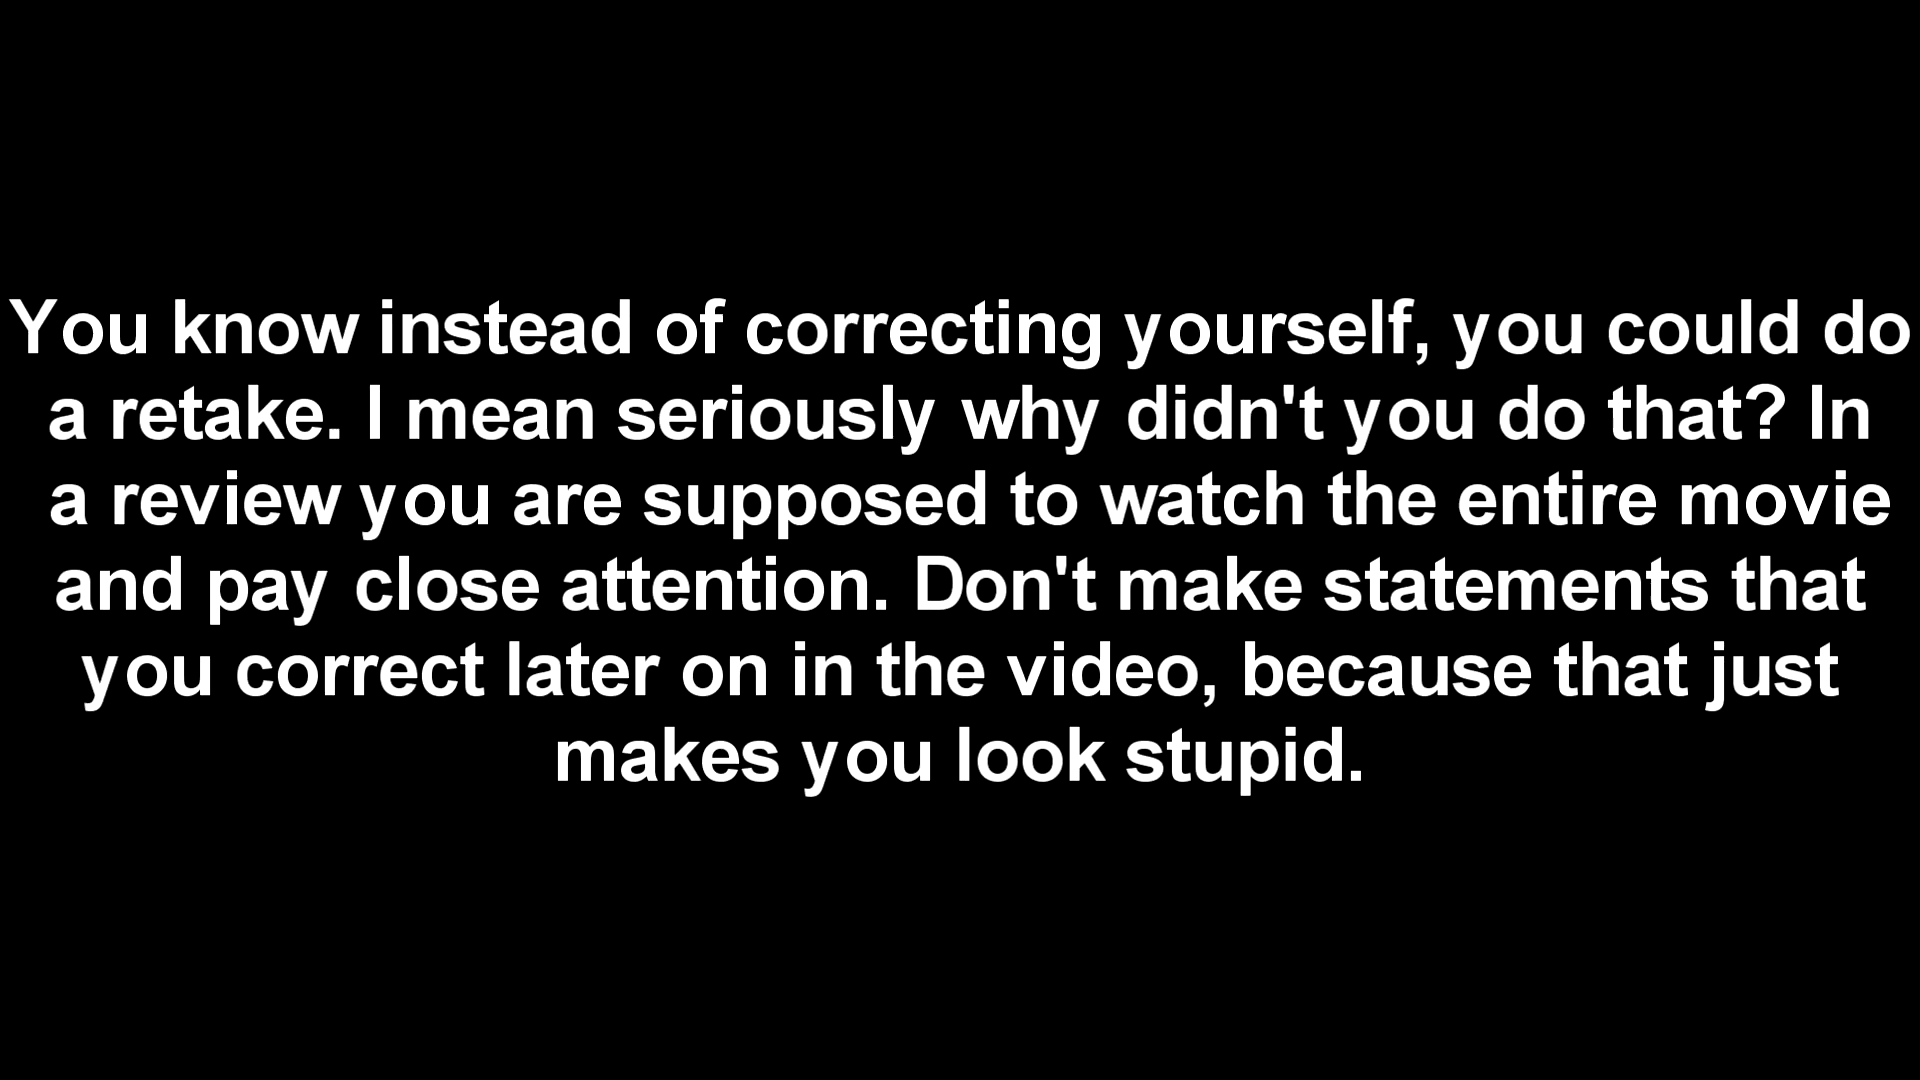 You know instead of correcting yourself, you could do
a retake. I mean seriously why didn't you do that? In
a review you are supposed to watch the entire movie
and pay close attention. Don't make statements that
you correct later on in the video, because that just
makes you look stupid.